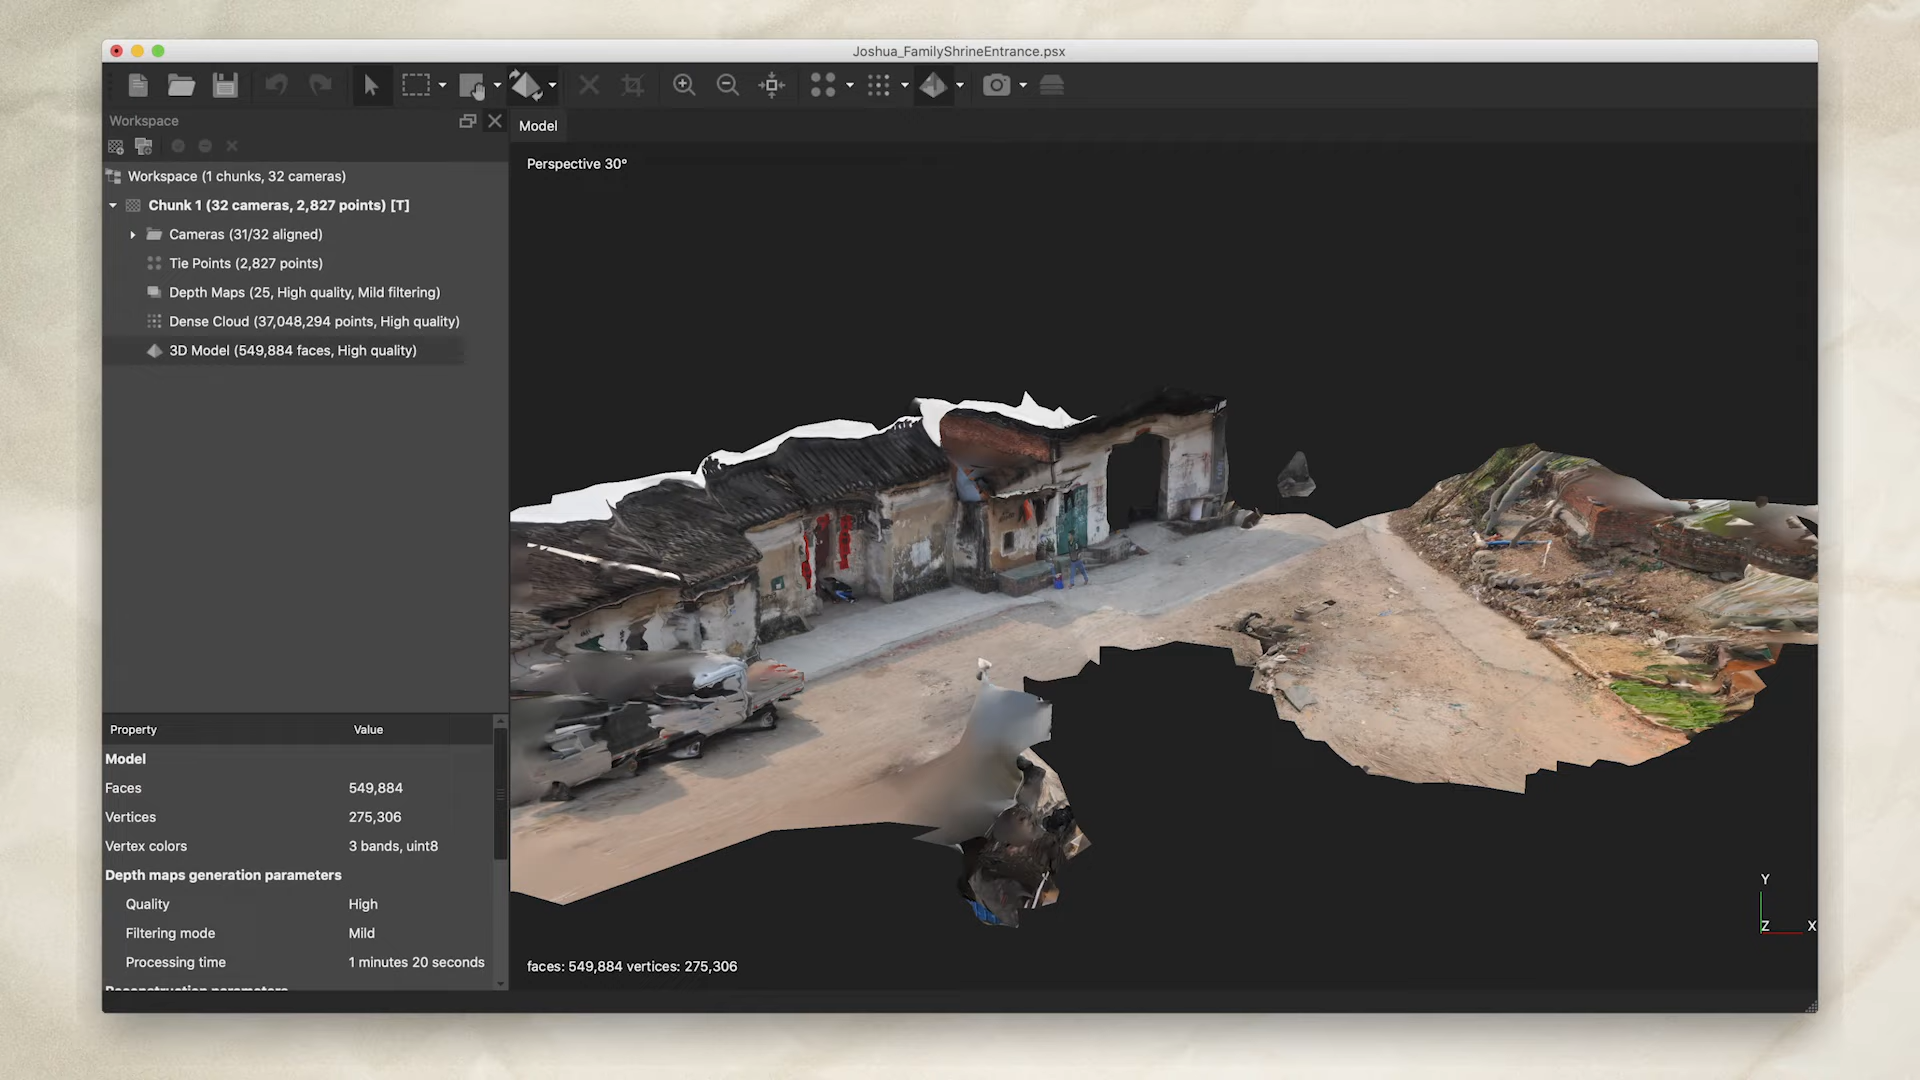 Joshua_FamilyShrineEntrance.psx
Workspace
Model
Perspective 30°
Workspace (1 chunks, 32 cameras)
Chunk 1 (32 cameras, 2,827 points) [T]
Cameras (31/32 aligned)
Tie Points (2,827 points)
Depth Maps (25, High quality, Mild filtering)
Dense Cloud (37,048,294 points, High quality)
3D Model (549,884 faces, High quality)
Property Value
Model
Faces 549,884
Vertices 275,306
Vertex colors 3 bands, uint8
Depth maps generation parameters
Quality High
Filtering mode Mild
Processing time 1 minutes 20 seconds
Reconstruction parameters
faces: 549,884 vertices: 275,306
Y
Z X